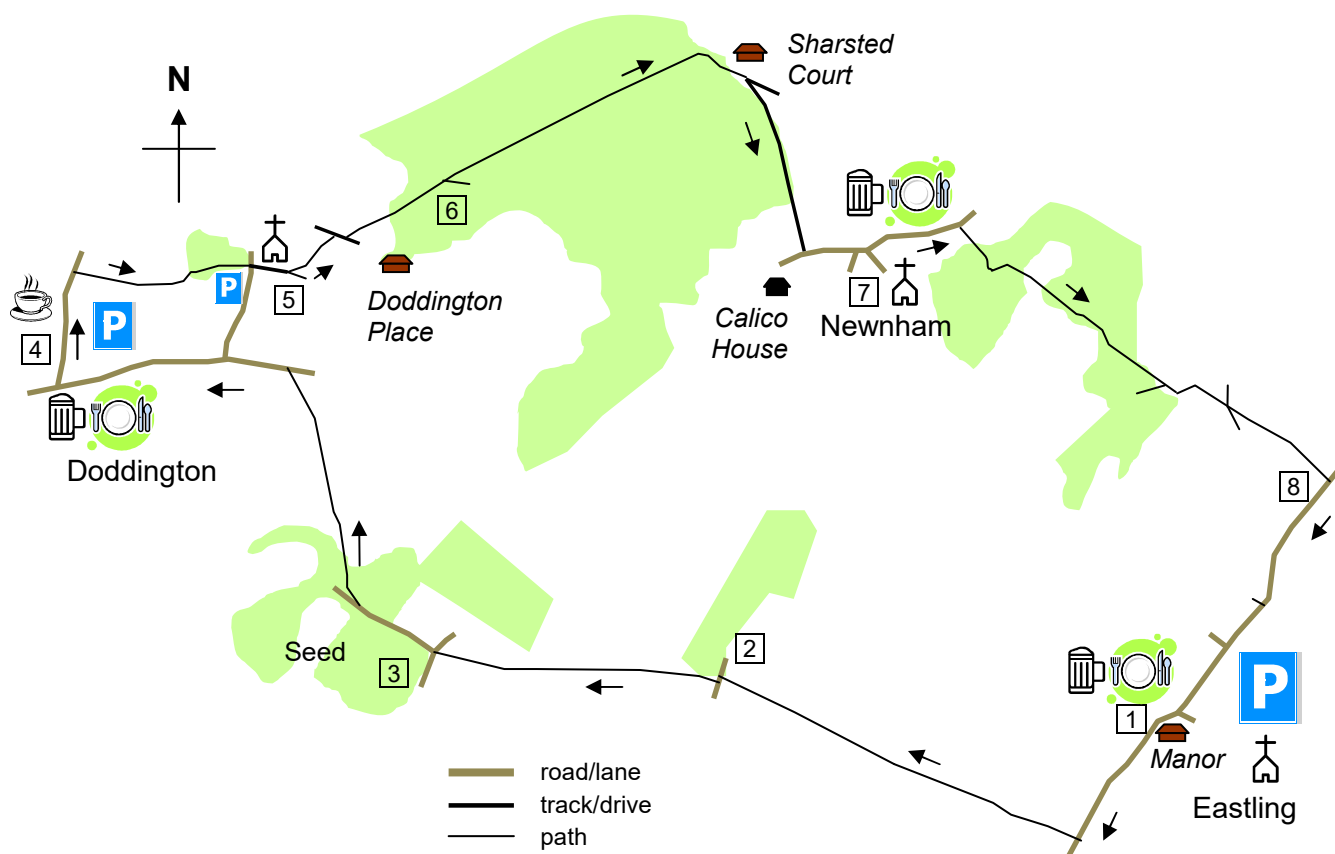 Sharsted
Court
N
6
P
5
Doddington
Place
P
4
7
Newnham
Calico
House
Doddington
8
2
Seed
3
P
1
Manor
Eastling
road/lane
track/drive
path